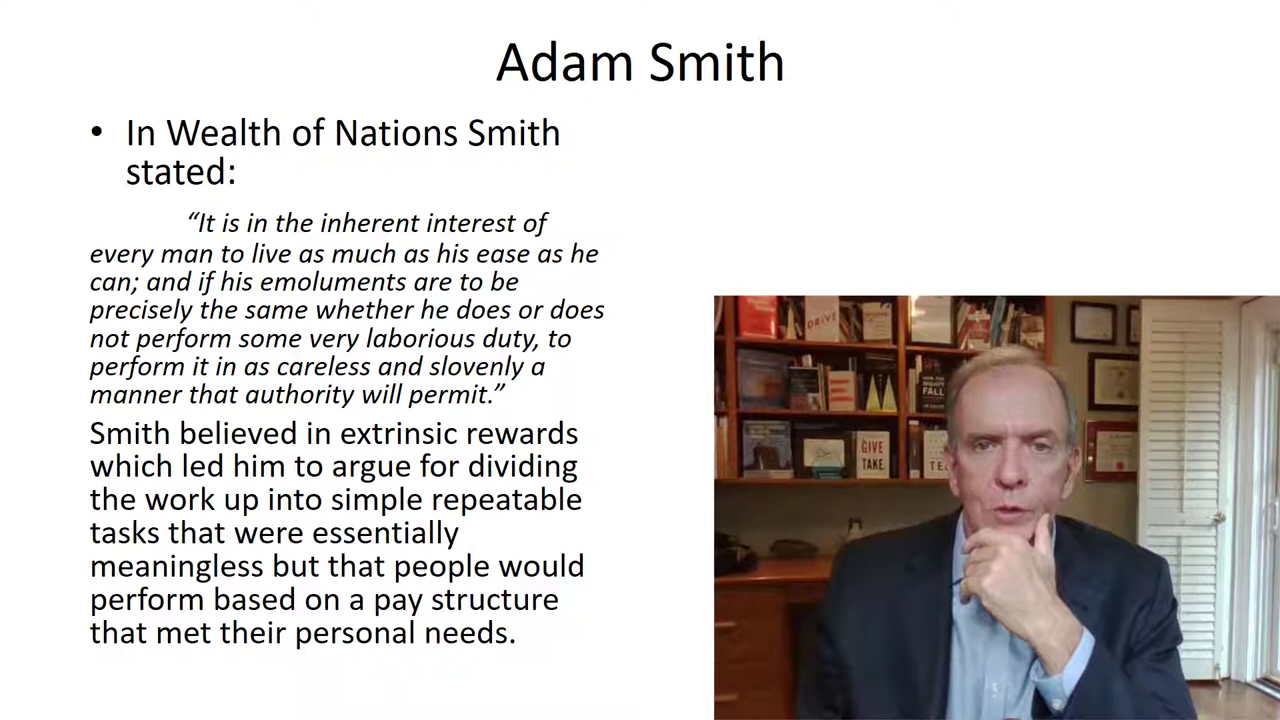 Adam Smith
• In Wealth of Nations Smith
stated:
“It is in the inherent interest of
every man to live as much as his ease as he
can; and if his emoluments are to be
precisely the same whether he does or does
not perform some very laborious duty, to
perform it in as careless and slovenly a
manner that authority will permit.”
Smith believed in extrinsic rewards
which led him to argue for dividing
the work up into simple repeatable
tasks that were essentially
meaningless but that people would
perform based on a pay structure
that met their personal needs.
DRIVE
FALL
GIVE
TAKE